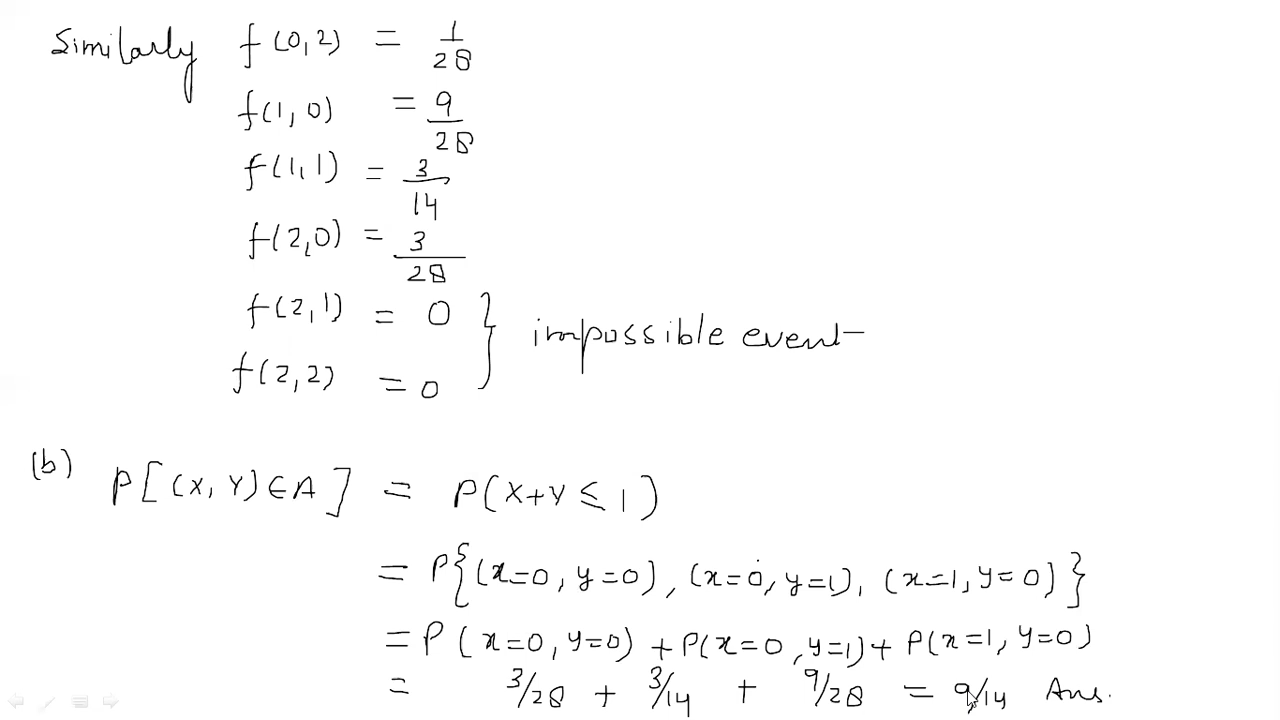 Similarly f(0,2) = 1/28
f(1,0) = 9/28
f(1,1) = 3/14
f(2,0) = 3/28
f(2,1) = 0 } impossible event
f(2,2) = 0
(b) P[(X,Y)∈A] = P(X+Y≤1)
= P{(x=0, y=0), (x=0, y=1), (x=1, y=0)}
= P(x=0, y=0) + P(x=0, y=1) + P(x=1, y=0)
= 3/28 + 3/14 + 9/28 = 9/14 Ans.